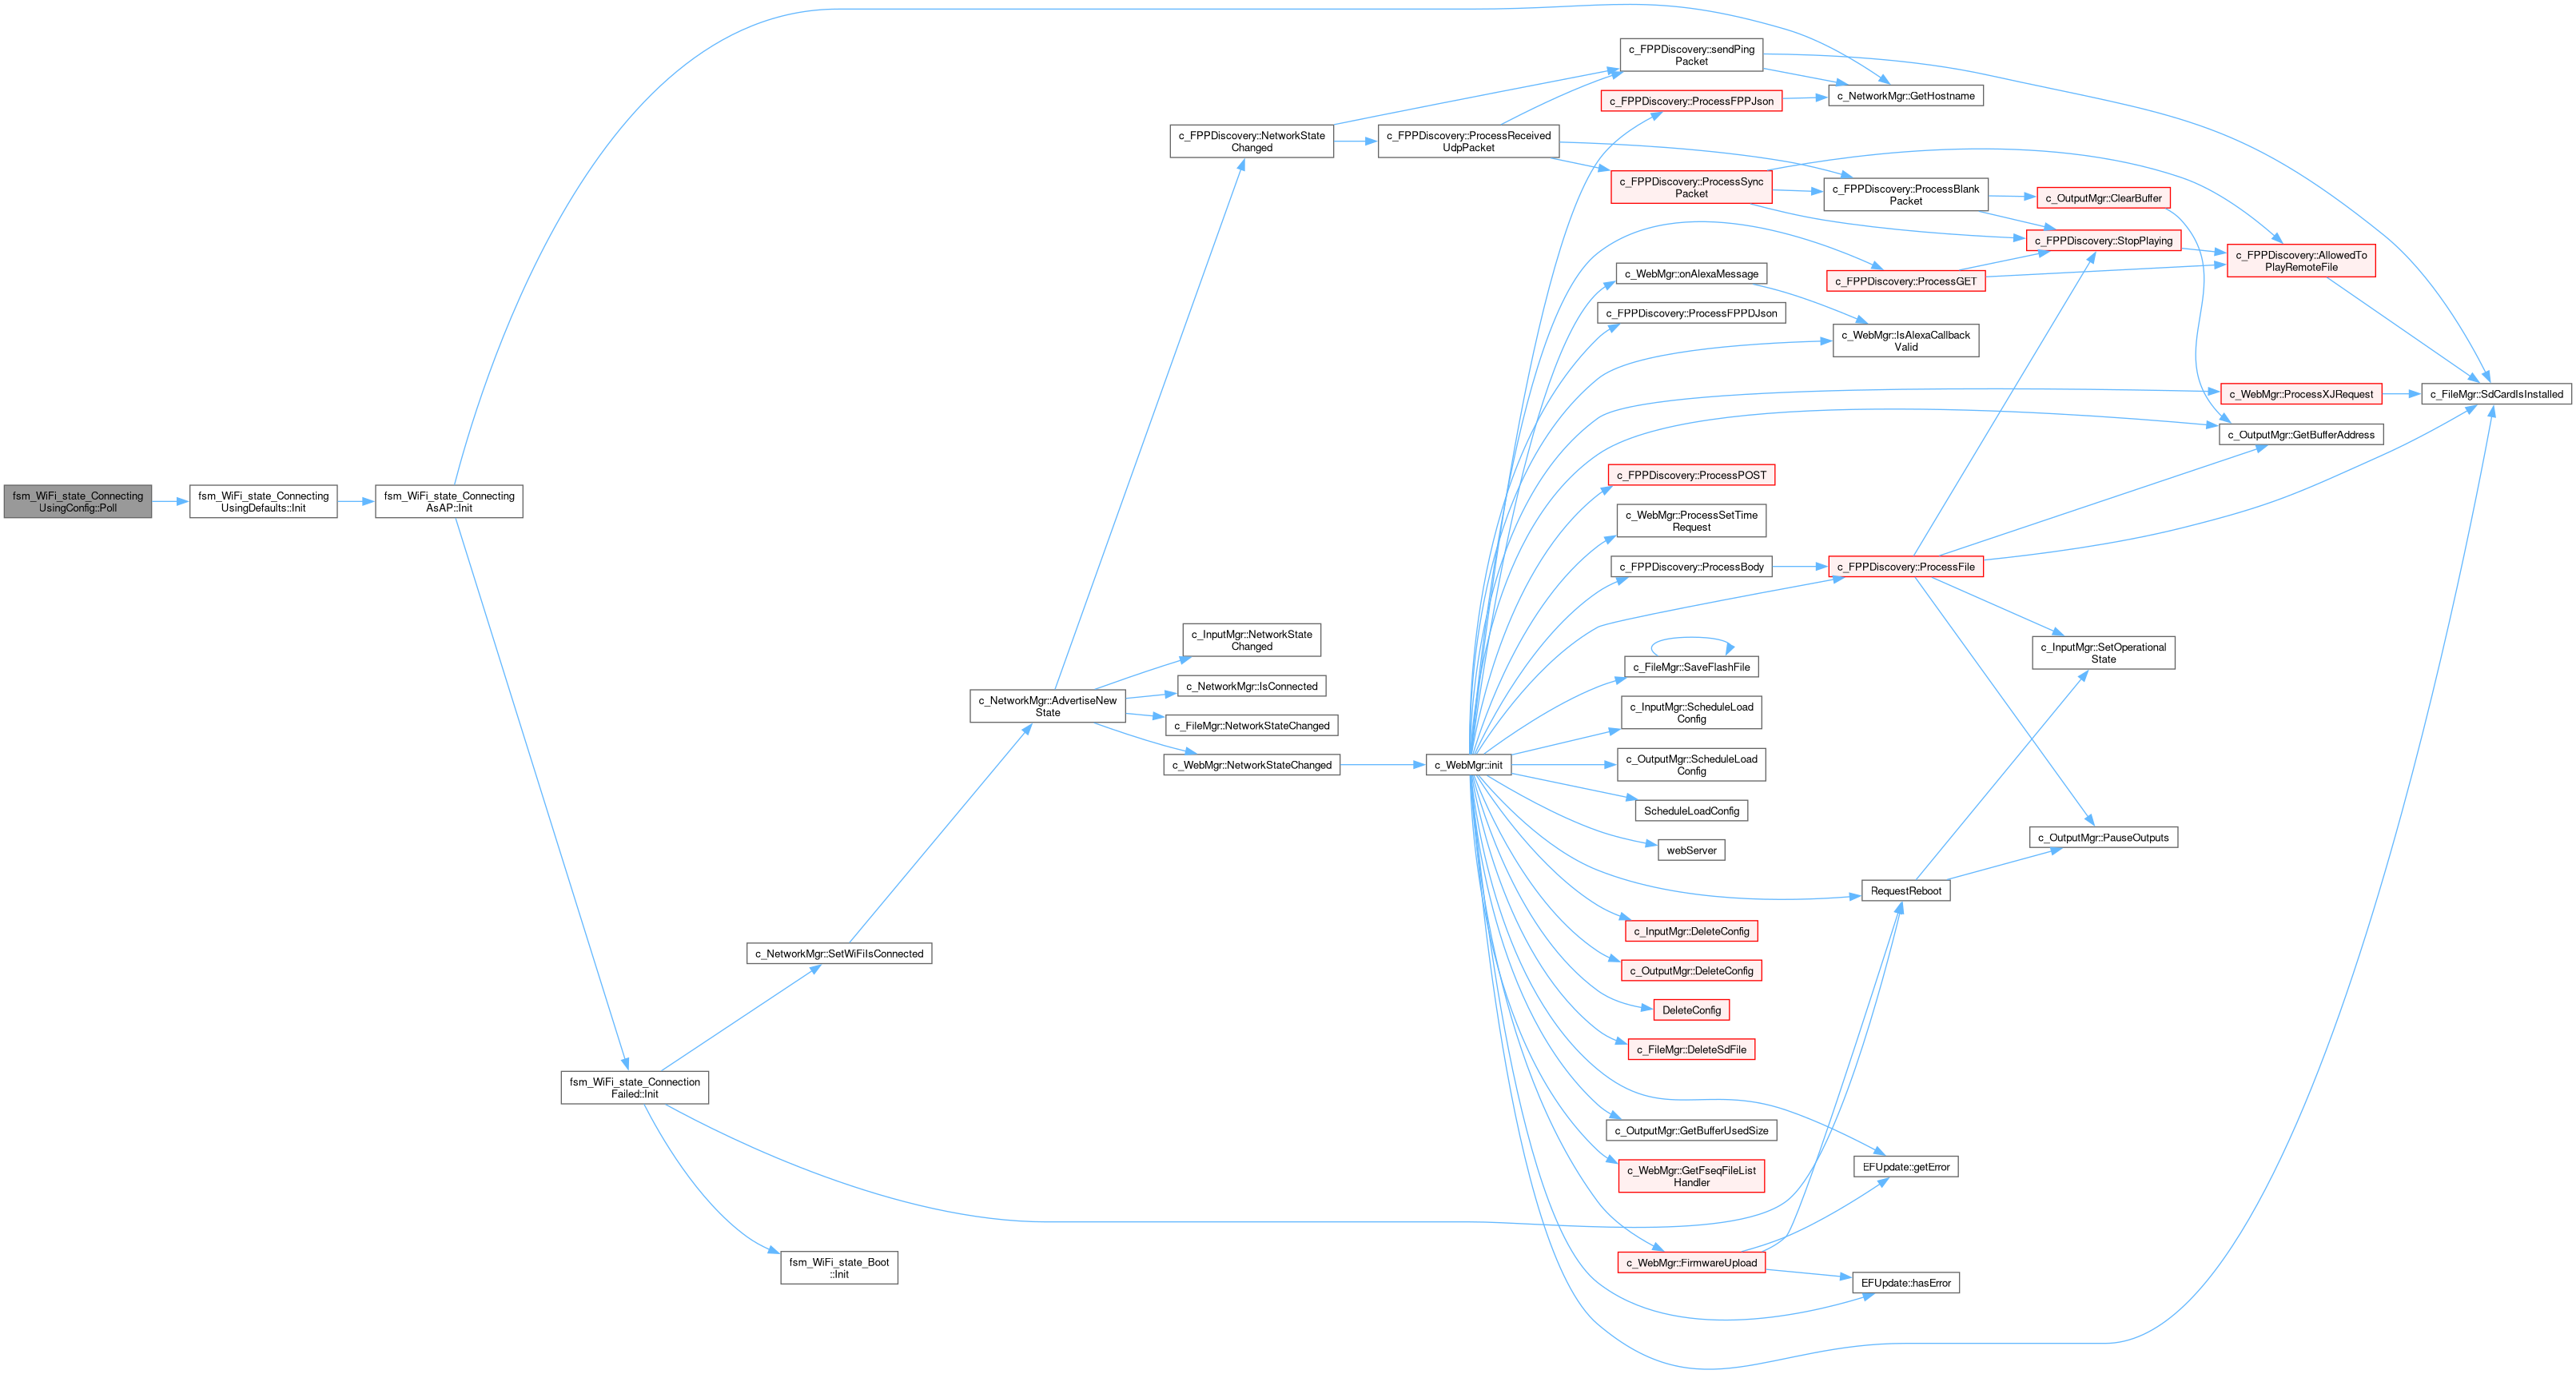 fsm_WiFi_state_Connecting
UsingConfig::Poll
fsm_WiFi_state_Connecting
UsingDefaults::Init
fsm_WiFi_state_Connecting
AsAP::Init
fsm_WiFi_state_Connection
Failed::Init
c_NetworkMgr::SetWiFiIsConnected
fsm_WiFi_state_Boot
::Init
c_NetworkMgr::AdvertiseNew
State
c_FPPDiscovery::NetworkState
Changed
c_InputMgr::NetworkState
Changed
c_NetworkMgr::IsConnected
c_FileMgr::NetworkStateChanged
c_WebMgr::NetworkStateChanged
c_FPPDiscovery::ProcessReceived
UdpPacket
c_WebMgr::init
c_FPPDiscovery::sendPing
Packet
c_FPPDiscovery::ProcessFPPJson
c_FPPDiscovery::ProcessSync
Packet
c_WebMgr::onAlexaMessage
c_FPPDiscovery::ProcessFPPDJson
c_FPPDiscovery::ProcessPOST
c_WebMgr::ProcessSetTime
Request
c_FPPDiscovery::ProcessBody
c_FileMgr::SaveFlashFile
c_InputMgr::ScheduleLoad
Config
c_OutputMgr::ScheduleLoad
Config
ScheduleLoadConfig
webServer
c_InputMgr::DeleteConfig
c_OutputMgr::DeleteConfig
DeleteConfig
c_FileMgr::DeleteSdFile
c_OutputMgr::GetBufferUsedSize
c_WebMgr::GetFseqFileList
Handler
c_WebMgr::FirmwareUpload
c_NetworkMgr::GetHostname
c_FPPDiscovery::ProcessBlank
Packet
c_FPPDiscovery::ProcessGET
c_WebMgr::IsAlexaCallback
Valid
c_FPPDiscovery::ProcessFile
RequestReboot
EFUpdate::getError
EFUpdate::hasError
c_OutputMgr::ClearBuffer
c_FPPDiscovery::StopPlaying
c_InputMgr::SetOperational
State
c_OutputMgr::PauseOutputs
c_FPPDiscovery::AllowedTo
PlayRemoteFile
c_WebMgr::ProcessXJRequest
c_OutputMgr::GetBufferAddress
c_FileMgr::SdCardIsInstalled